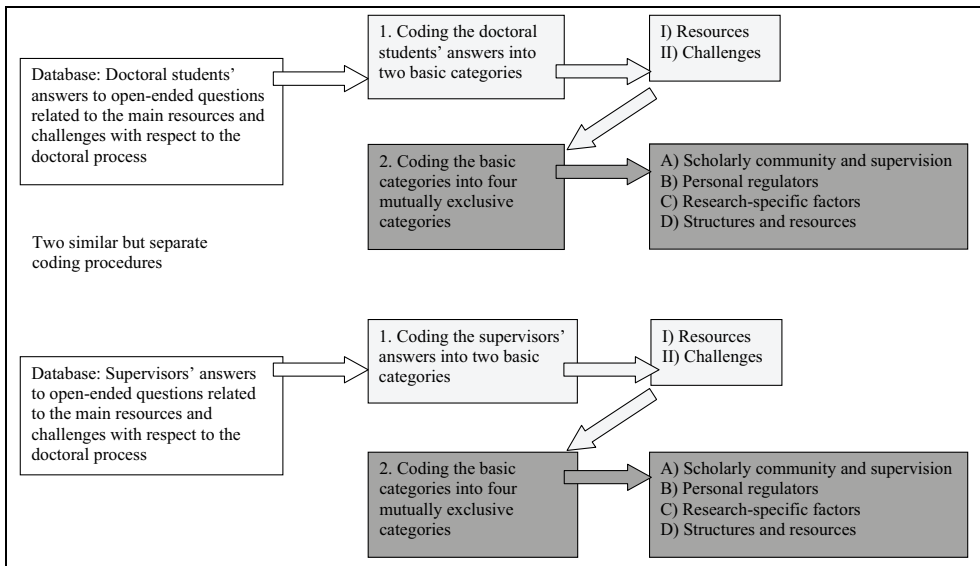 Database: Doctoral students’
answers to open-ended questions
related to the main resources and
challenges with respect to the
doctoral process
1. Coding the doctoral
students’ answers into
two basic categories
I) Resources
II) Challenges
2. Coding the basic
categories into four
mutually exclusive
categories
A) Scholarly community and supervision
B) Personal regulators
C) Research-specific factors
D) Structures and resources
Two similar but separate
coding procedures
Database: Supervisors’ answers
to open-ended questions related
to the main resources and
challenges with respect to the
doctoral process
1. Coding the supervisors’
answers into two basic
categories
I) Resources
II) Challenges
2. Coding the basic
categories into four
mutually exclusive
categories
A) Scholarly community and supervision
B) Personal regulators
C) Research-specific factors
D) Structures and resources